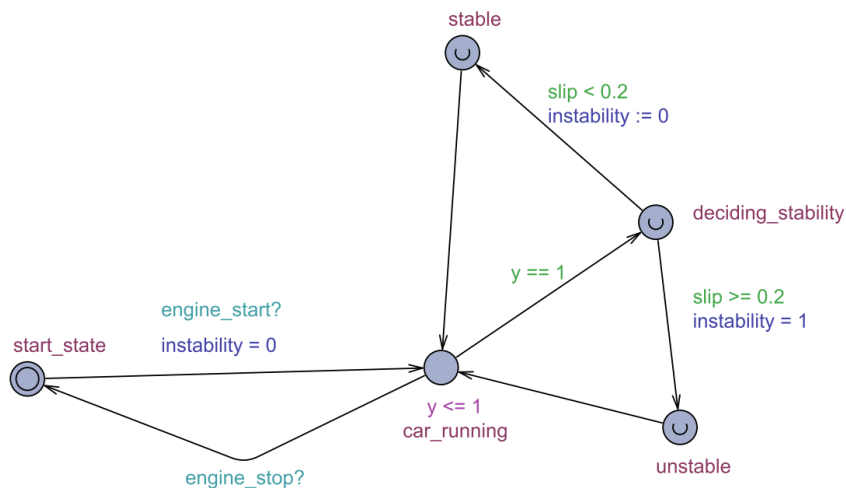 stable
slip < 0.2
instability := 0
deciding_stability
y == 1
slip >= 0.2
instability = 1
engine_start?
instability = 0
start_state
y <= 1
car_running
engine_stop?
unstable